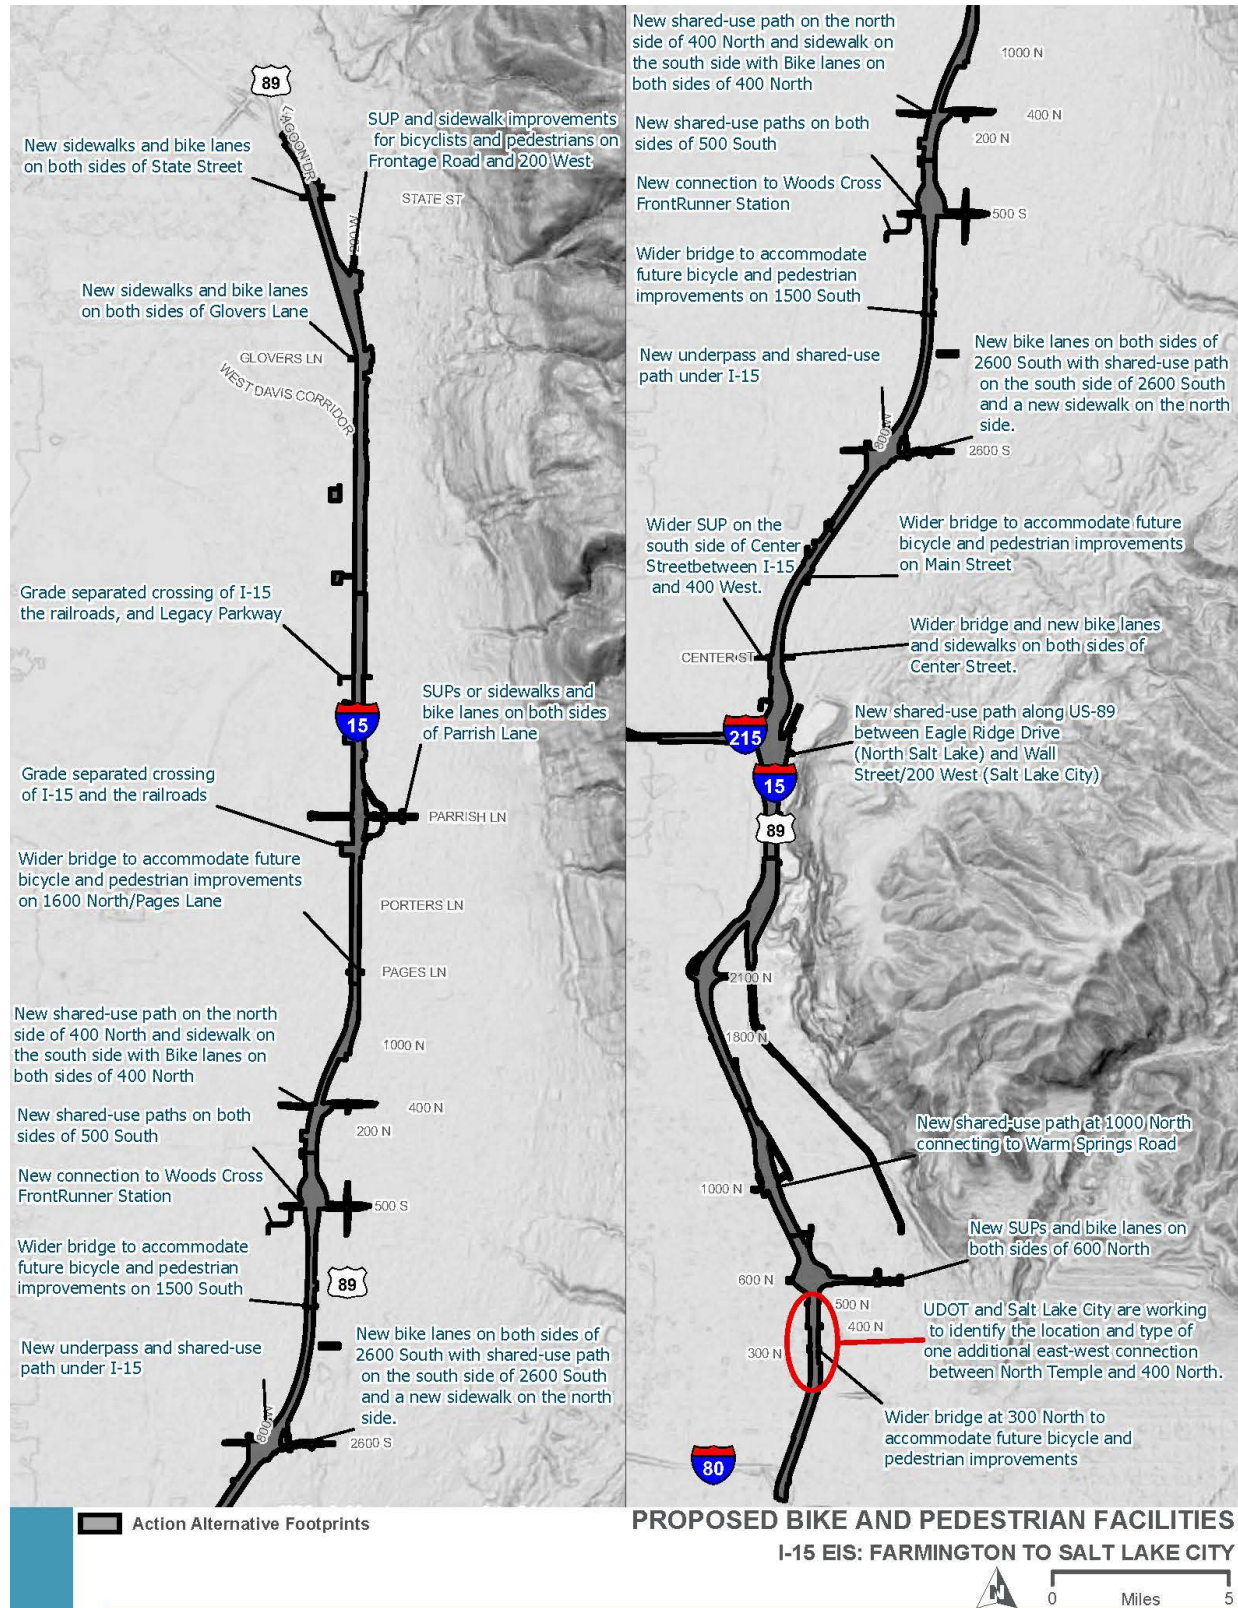 89
LAGOON DR
New sidewalks and bike lanes
on both sides of State Street
SUP and sidewalk improvements
for bicyclists and pedestrians on
Frontage Road and 200 West
STATE ST
200 W
New sidewalks and bike lanes
on both sides of Glovers Lane
GLOVERS LN
WEST DAVIS CORRIDOR
Grade separated crossing of I-15
the railroads, and Legacy Parkway
15
SUPs or sidewalks and
bike lanes on both sides
of Parrish Lane
Grade separated crossing
of I-15 and the railroads
PARRISH LN
Wider bridge to accommodate future
bicycle and pedestrian improvements
on 1600 North/Pages Lane
PORTERS LN
PAGES LN
New shared-use path on the north
side of 400 North and sidewalk on
the south side with Bike lanes on
both sides of 400 North
1000 N
400 N
New shared-use paths on both
sides of 500 South
200 N
New connection to Woods Cross
FrontRunner Station
500 S
Wider bridge to accommodate
future bicycle and pedestrian
improvements on 1500 South
89
New underpass and shared-use
path under I-15
New bike lanes on both sides of
2600 South with shared-use path
on the south side of 2600 South
and a new sidewalk on the north
side.
800 W
2600 S
New shared-use path on the north
side of 400 North and sidewalk on
the south side with Bike lanes on
both sides of 400 North
1000 N
400 N
New shared-use paths on both
sides of 500 South
200 N
New connection to Woods Cross
FrontRunner Station
500 S
Wider bridge to accommodate
future bicycle and pedestrian
improvements on 1500 South
New underpass and shared-use
path under I-15
New bike lanes on both sides of
2600 South with shared-use path
on the south side of 2600 South
and a new sidewalk on the north
side.
800 W
2600 S
Wider SUP on the
south side of Center
Streetbetween I-15
and 400 West.
Wider bridge to accommodate future
bicycle and pedestrian improvements
on Main Street
CENTER ST
Wider bridge and new bike lanes
and sidewalks on both sides of
Center Street.
215
New shared-use path along US-89
between Eagle Ridge Drive
(North Salt Lake) and Wall
Street/200 West (Salt Lake City)
15
89
2100 N
1800 N
New shared-use path at 1000 North
connecting to Warm Springs Road
1000 N
New SUPs and bike lanes on
both sides of 600 North
600 N
500 N
400 N
300 N
UDOT and Salt Lake City are working
to identify the location and type of
one additional east-west connection
between North Temple and 400 North.
Wider bridge at 300 North to
accommodate future bicycle and
pedestrian improvements
80
Action Alternative Footprints
PROPOSED BIKE AND PEDESTRIAN FACILITIES
I-15 EIS: FARMINGTON TO SALT LAKE CITY
N
0 Miles 5